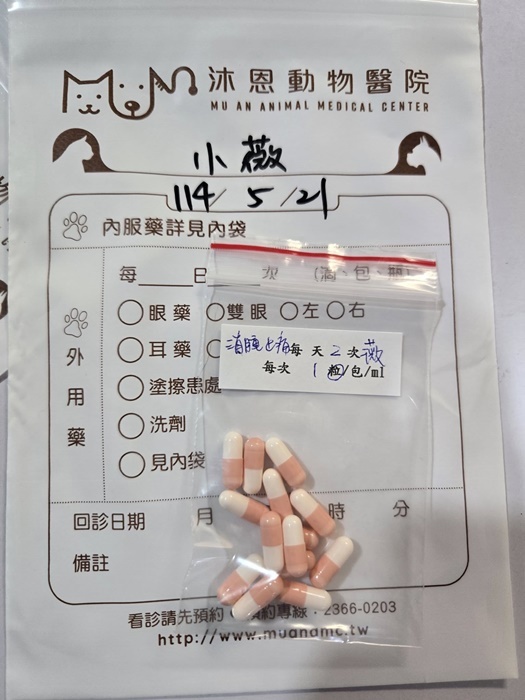 沐恩動物醫院
MU AN ANIMAL MEDICAL CENTER
小薇
114/ 5 /21
內服藥詳見內袋
每 日 次 (滴、包、瓶)
外用藥
眼藥 雙眼 左 右
耳藥
塗擦患處
洗劑
見內袋
消腫止痛每 天 2 次 薇
每次 1 粒/包/ml
回診日期 月 時 分
備註
看診請先預約 預約專線：2366-0203
http://www.muanamc.tw